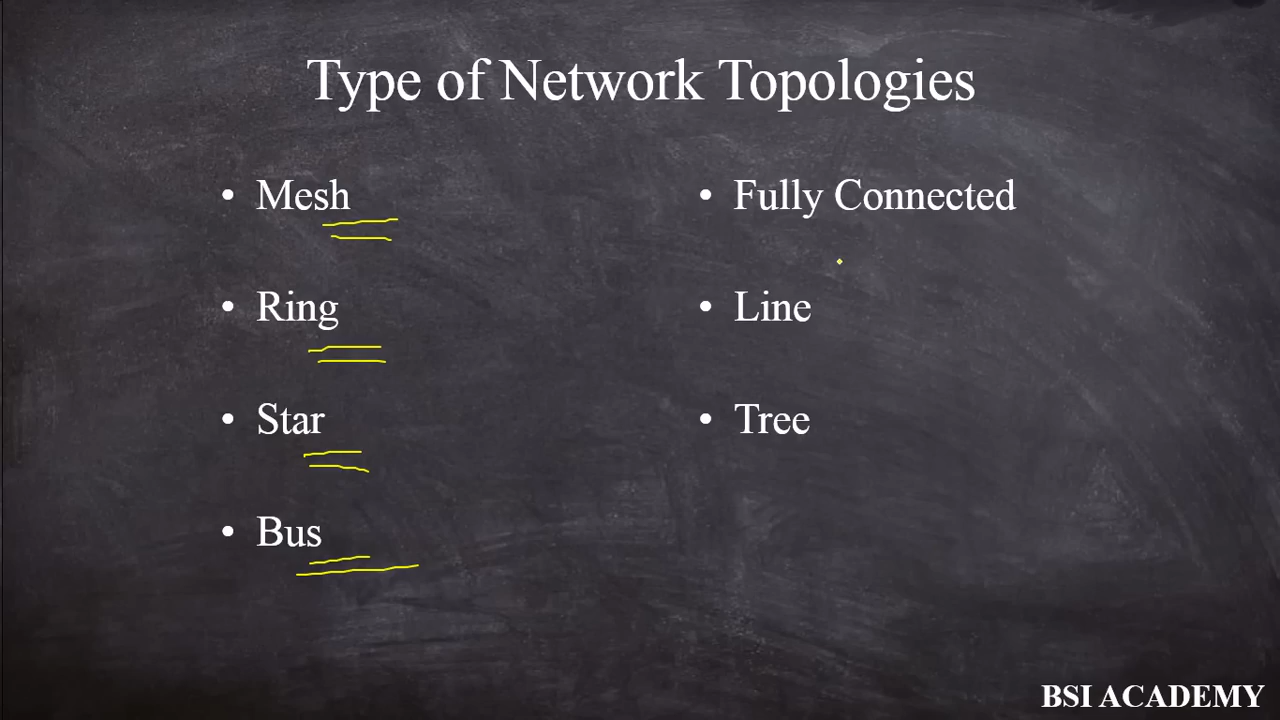 Type of Network Topologies
• Mesh
• Ring
• Star
• Bus
• Fully Connected
• Line
• Tree
BSI ACADEMY